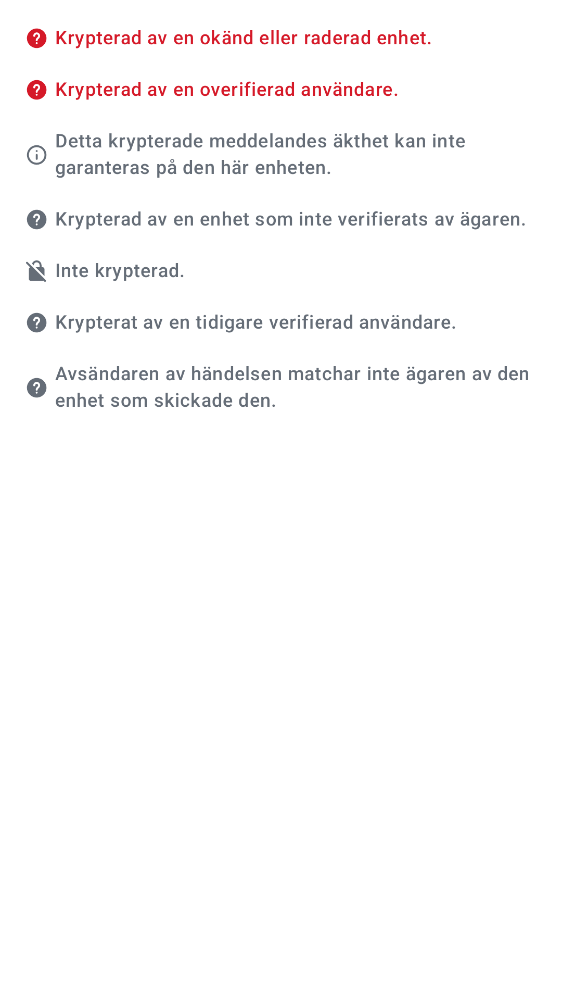 Krypterad av en okänd eller raderad enhet.
Krypterad av en overifierad användare.
Detta krypterade meddelandes äkthet kan inte
garanteras på den här enheten.
Krypterad av en enhet som inte verifierats av ägaren.
Inte krypterad.
Krypterat av en tidigare verifierad användare.
Avsändaren av händelsen matchar inte ägaren av den
enhet som skickade den.